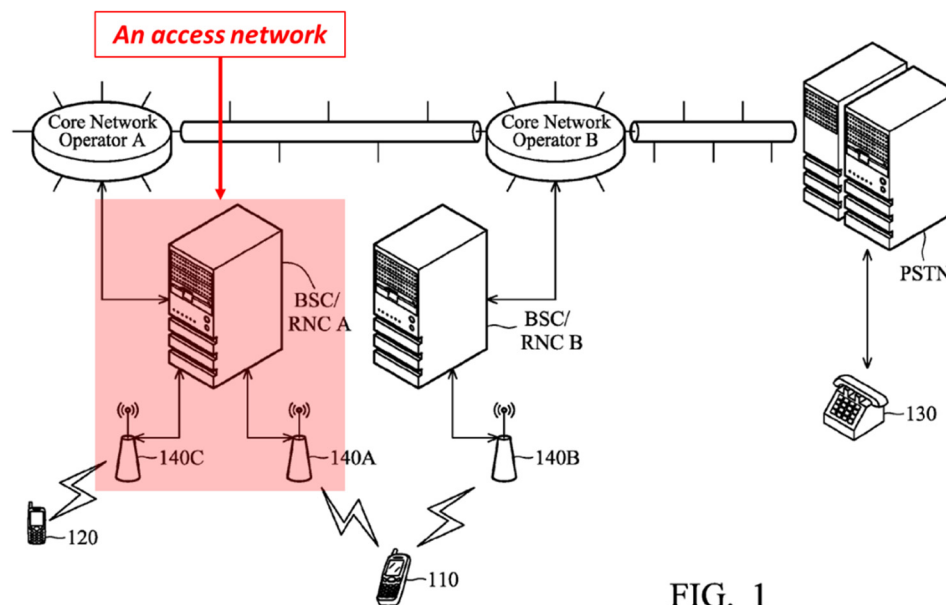 An access network
Core Network
Operator A
Core Network
Operator B
PSTN
BSC/
RNC A
BSC/
RNC B
130
140C
140A
140B
120
110
FIG. 1